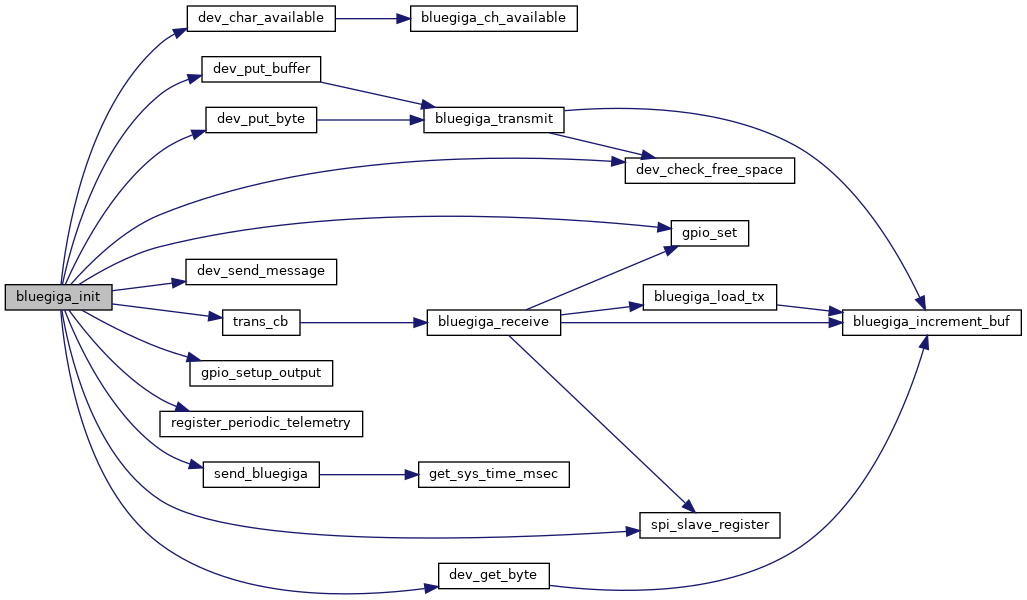 dev_char_available
bluegiga_ch_available
dev_put_buffer
dev_put_byte
bluegiga_transmit
dev_check_free_space
gpio_set
dev_send_message
bluegiga_init
bluegiga_load_tx
trans_cb
bluegiga_receive
bluegiga_increment_buf
gpio_setup_output
register_periodic_telemetry
send_bluegiga
get_sys_time_msec
spi_slave_register
dev_get_byte